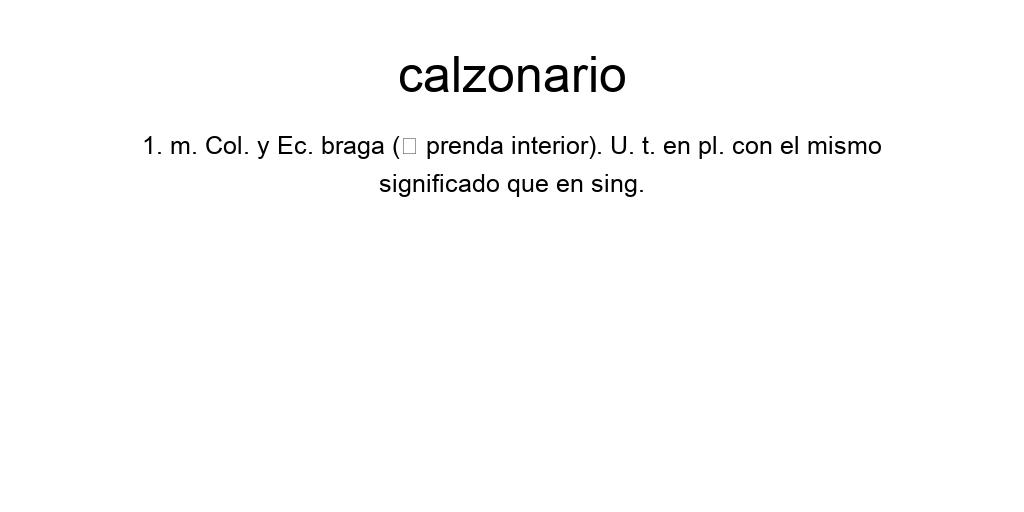 calzonario
1. m. Col. y Ec. braga (□ prenda interior). U. t. en pl. con el mismo
significado que en sing.